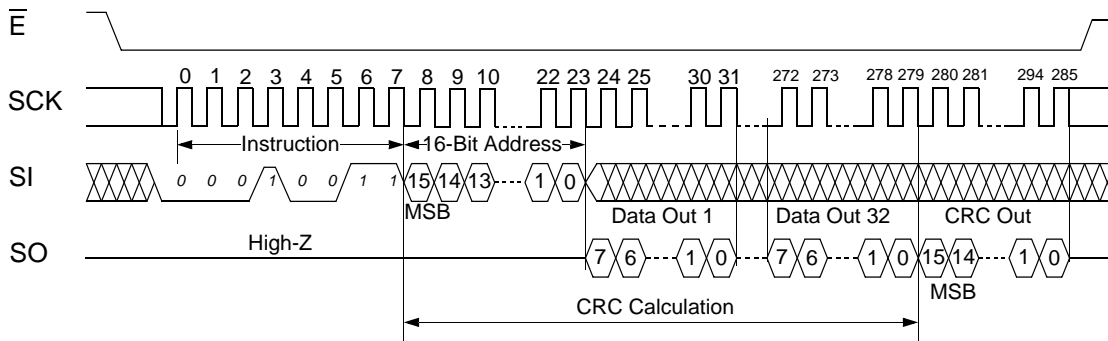 E
0 1 2 3 4 5 6 7 8 9 10 22 23 24 25 30 31 272 273 278 279 280 281 294 285
SCK
Instruction 16-Bit Address
SI 0 0 0 1 0 0 1 1 15 14 13 1 0
MSB Data Out 1 Data Out 32 CRC Out
High-Z
SO 7 6 1 0 7 6 1 0 15 14 1 0
MSB
CRC Calculation